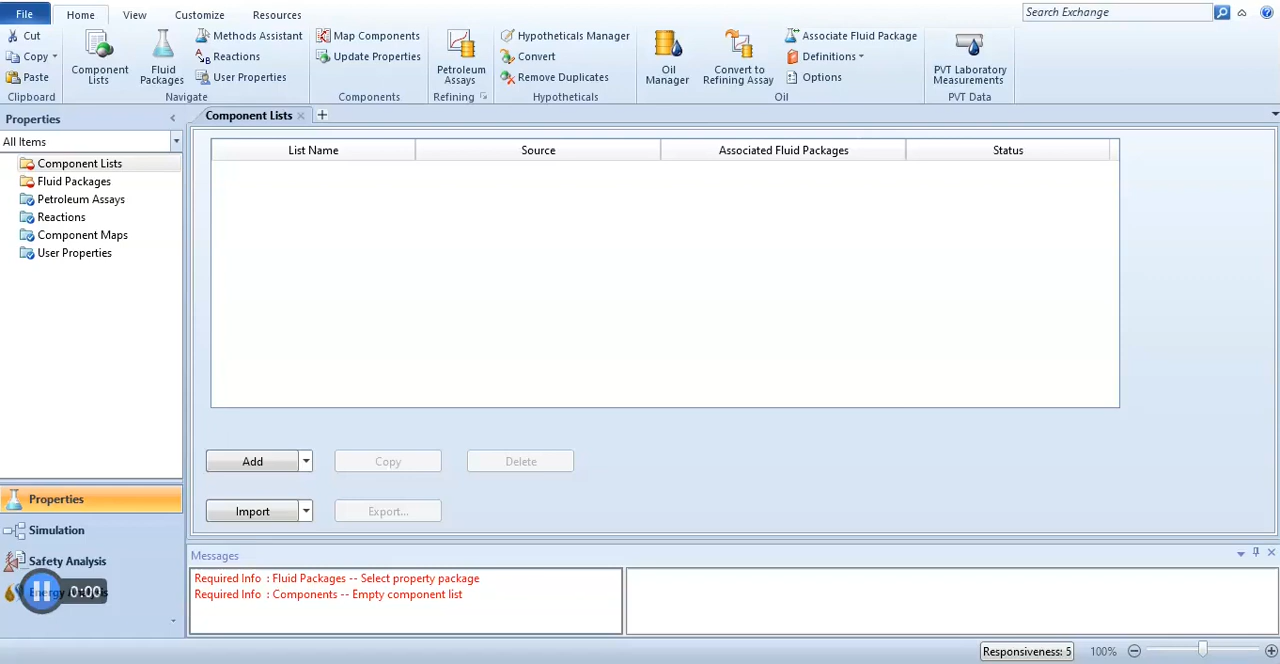 File Home View Customize Resources Search Exchange
Cut Methods Assistant Map Components Hypotheticals Manager Associate Fluid Package
Copy Reactions Update Properties Convert Definitions
Paste Component Lists Fluid Packages User Properties Petroleum Assays Remove Duplicates Oil Manager Convert to Refining Assay Options PVT Laboratory Measurements
Clipboard Navigate Components Refining Hypotheticals Oil PVT Data
Properties
Component Lists
All Items
Component Lists
Fluid Packages
Petroleum Assays
Reactions
Component Maps
User Properties
List Name Source Associated Fluid Packages Status
Add Copy Delete
Import Export...
Properties
Simulation
Safety Analysis
0:00
Messages
Required Info : Fluid Packages -- Select property package
Required Info : Components -- Empty component list
Responsiveness: 5 100%